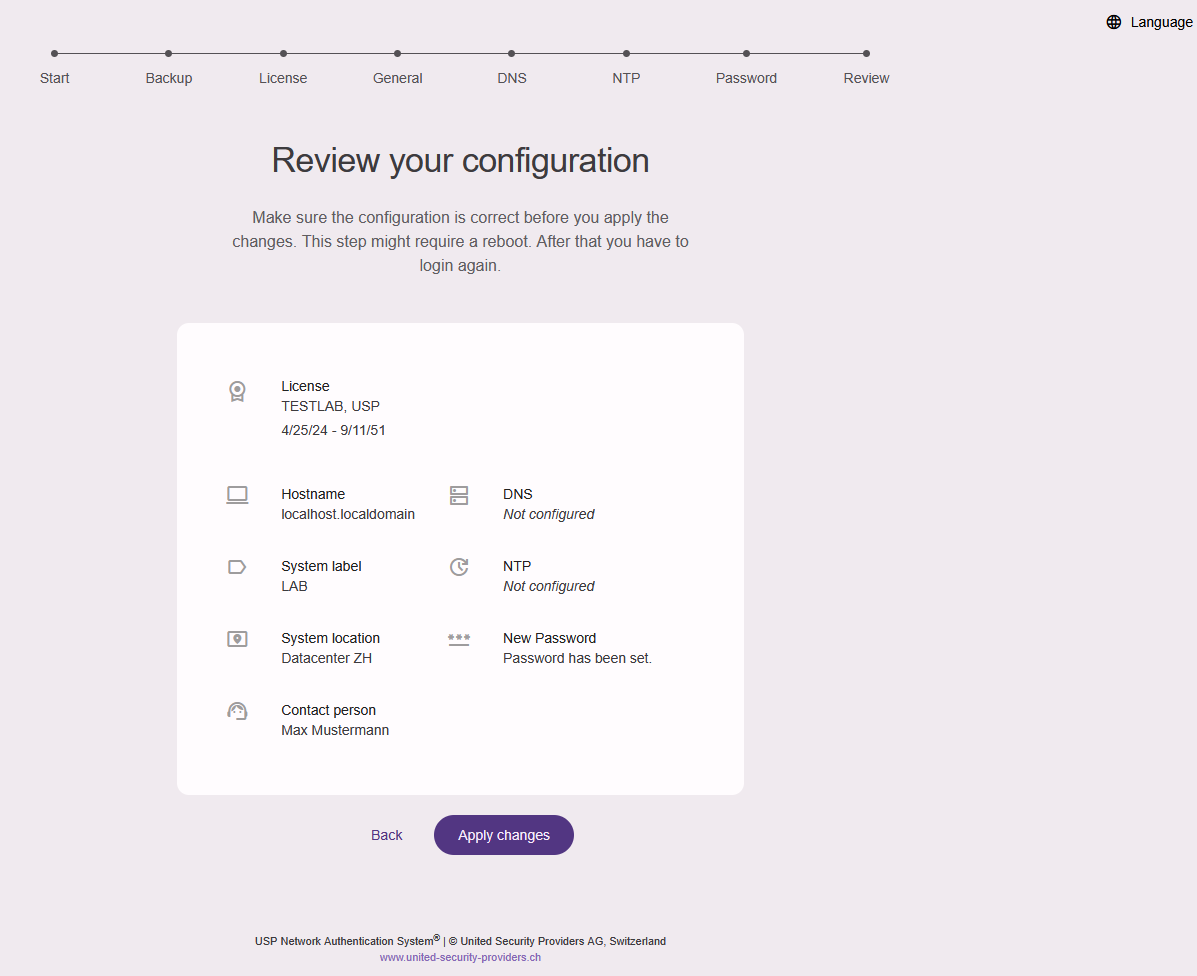 Language
Start
Backup
License
General
DNS
NTP
Password
Review
Review your configuration
Make sure the configuration is correct before you apply the
changes. This step might require a reboot. After that you have to
login again.
License
TESTLAB, USP
4/25/24 - 9/11/51
Hostname
localhost.localdomain
DNS
Not configured
System label
LAB
NTP
Not configured
System location
Datacenter ZH
New Password
Password has been set.
Contact person
Max Mustermann
Back
Apply changes
USP Network Authentication System® | © United Security Providers AG, Switzerland
www.united-security-providers.ch